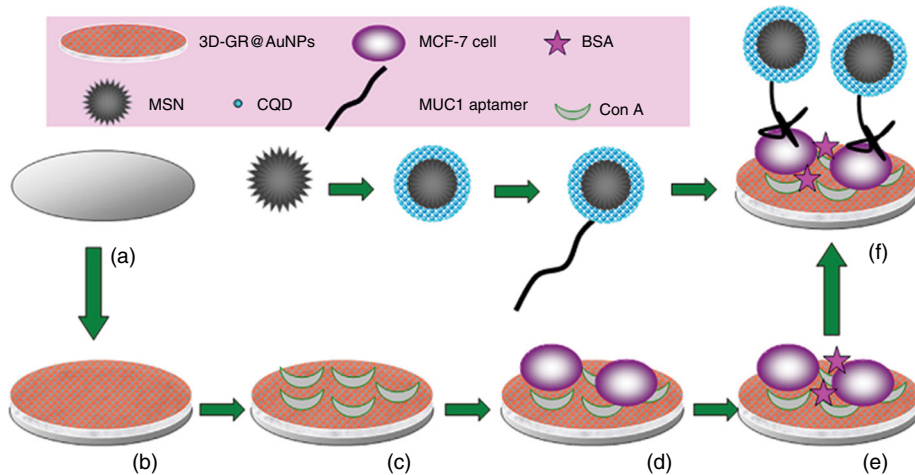 3D-GR@AuNPs
MCF-7 cell
BSA
MSN
CQD
MUC1 aptamer
Con A
(a)
(f)
(b)
(c)
(d)
(e)